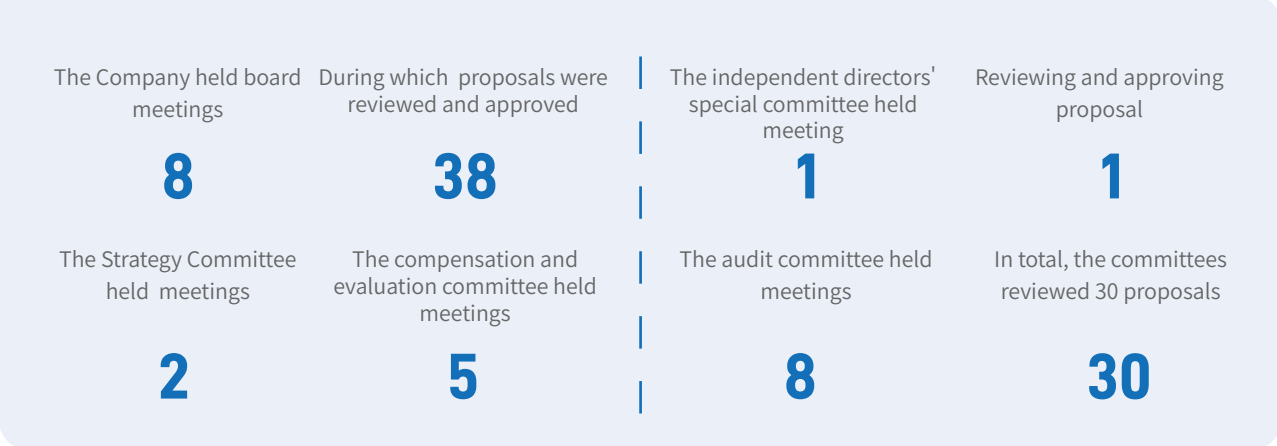 The Company held board
meetings
8
During which proposals were
reviewed and approved
38
The independent directors'
special committee held
meeting
1
Reviewing and approving
proposal
1
The Strategy Committee
held meetings
2
The compensation and
evaluation committee held
meetings
5
The audit committee held
meetings
8
In total, the committees
reviewed 30 proposals
30